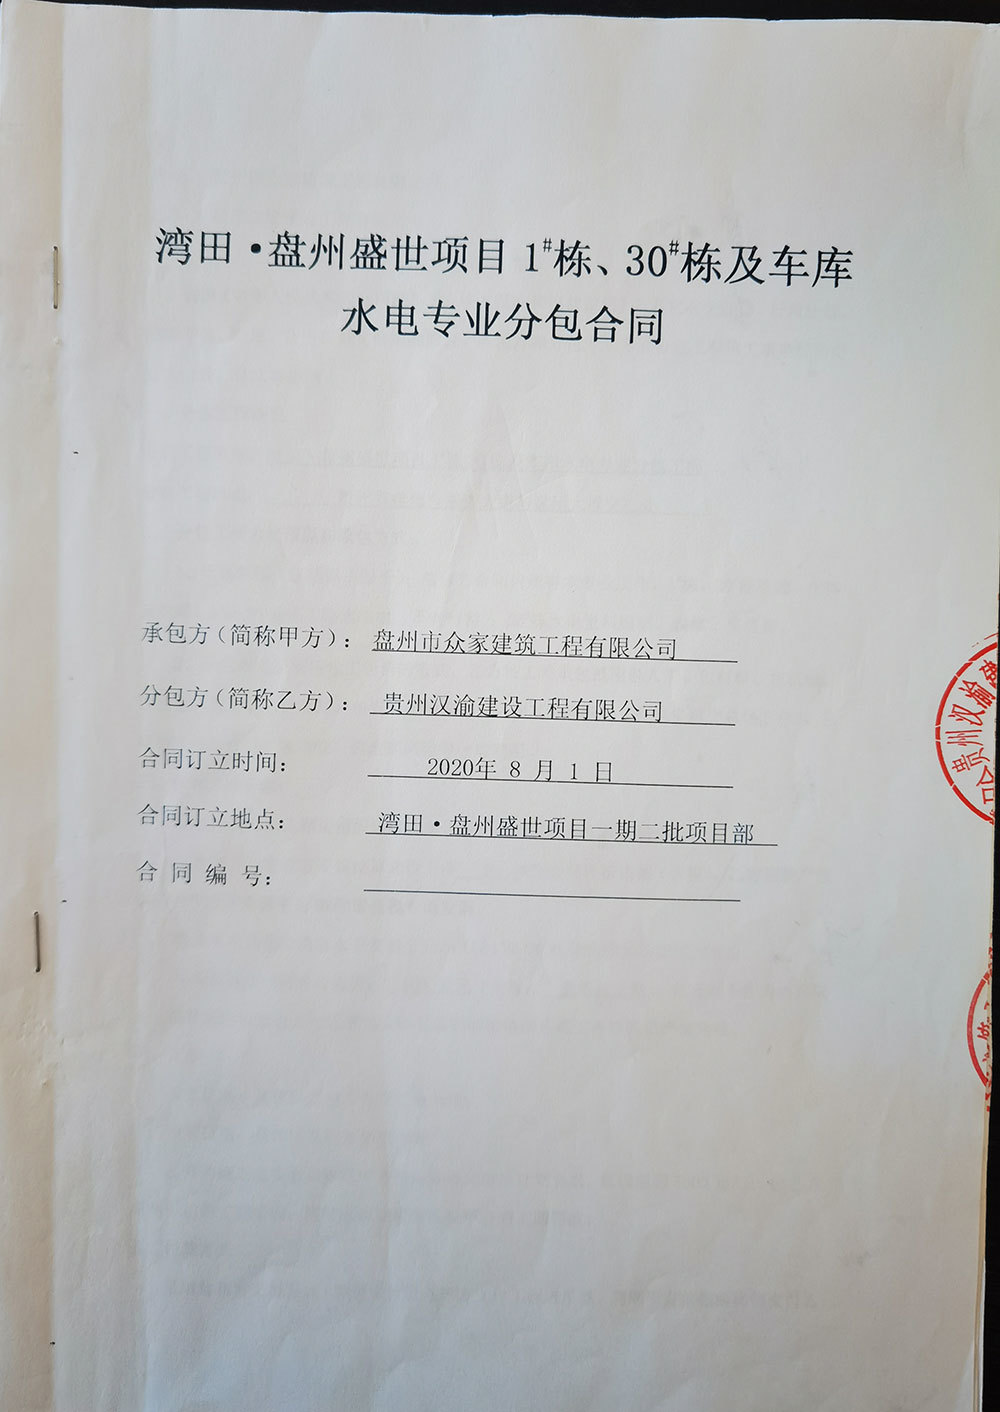 湾田·盘州盛世项目1#栋、30#栋及车库
水电专业分包合同
承包方(简称甲方): 盘州市众家建筑工程有限公司
分包方(简称乙方): 贵州汉渝建设工程有限公司
合同订立时间: 2020年 8 月 1 日
合同订立地点: 湾田·盘州盛世项目一期二批项目部
合 同 编 号:
贵州汉渝建